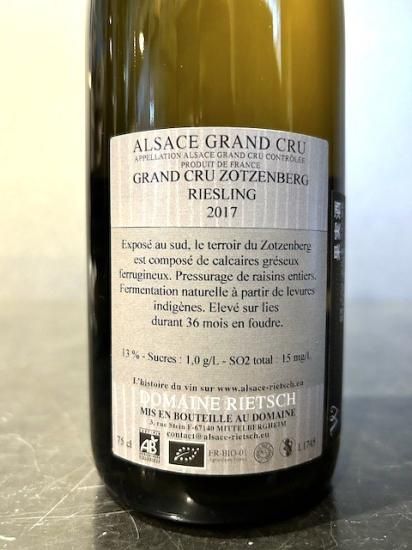 ALSACE GRAND CRU
APPELLATION ALSACE GRAND CRU CONTRÔLÉE
PRODUIT DE FRANCE
GRAND CRU ZOTZENBERG
RIESLING
2017
Exposé au sud, le terroir du Zotzenberg
est composé de calcaires gréseux
ferrugineux. Pressurage de raisins entiers.
Fermentation naturelle à partir de levures
indigènes. Elevé sur lies
durant 36 mois en foudre.
13 % - Sucres : 1,0 g/L - SO2 total : 15 mg/L
L'histoire du vin sur www.alsace-rietsch.eu
DOMAINE RIETSCH
MIS EN BOUTEILLE AU DOMAINE
3, rue Stein F-67140 MITTELBERGHEIM
contact@alsace-rietsch.eu
75 cl
AB
FR-BIO-01
L 1745
果実酒